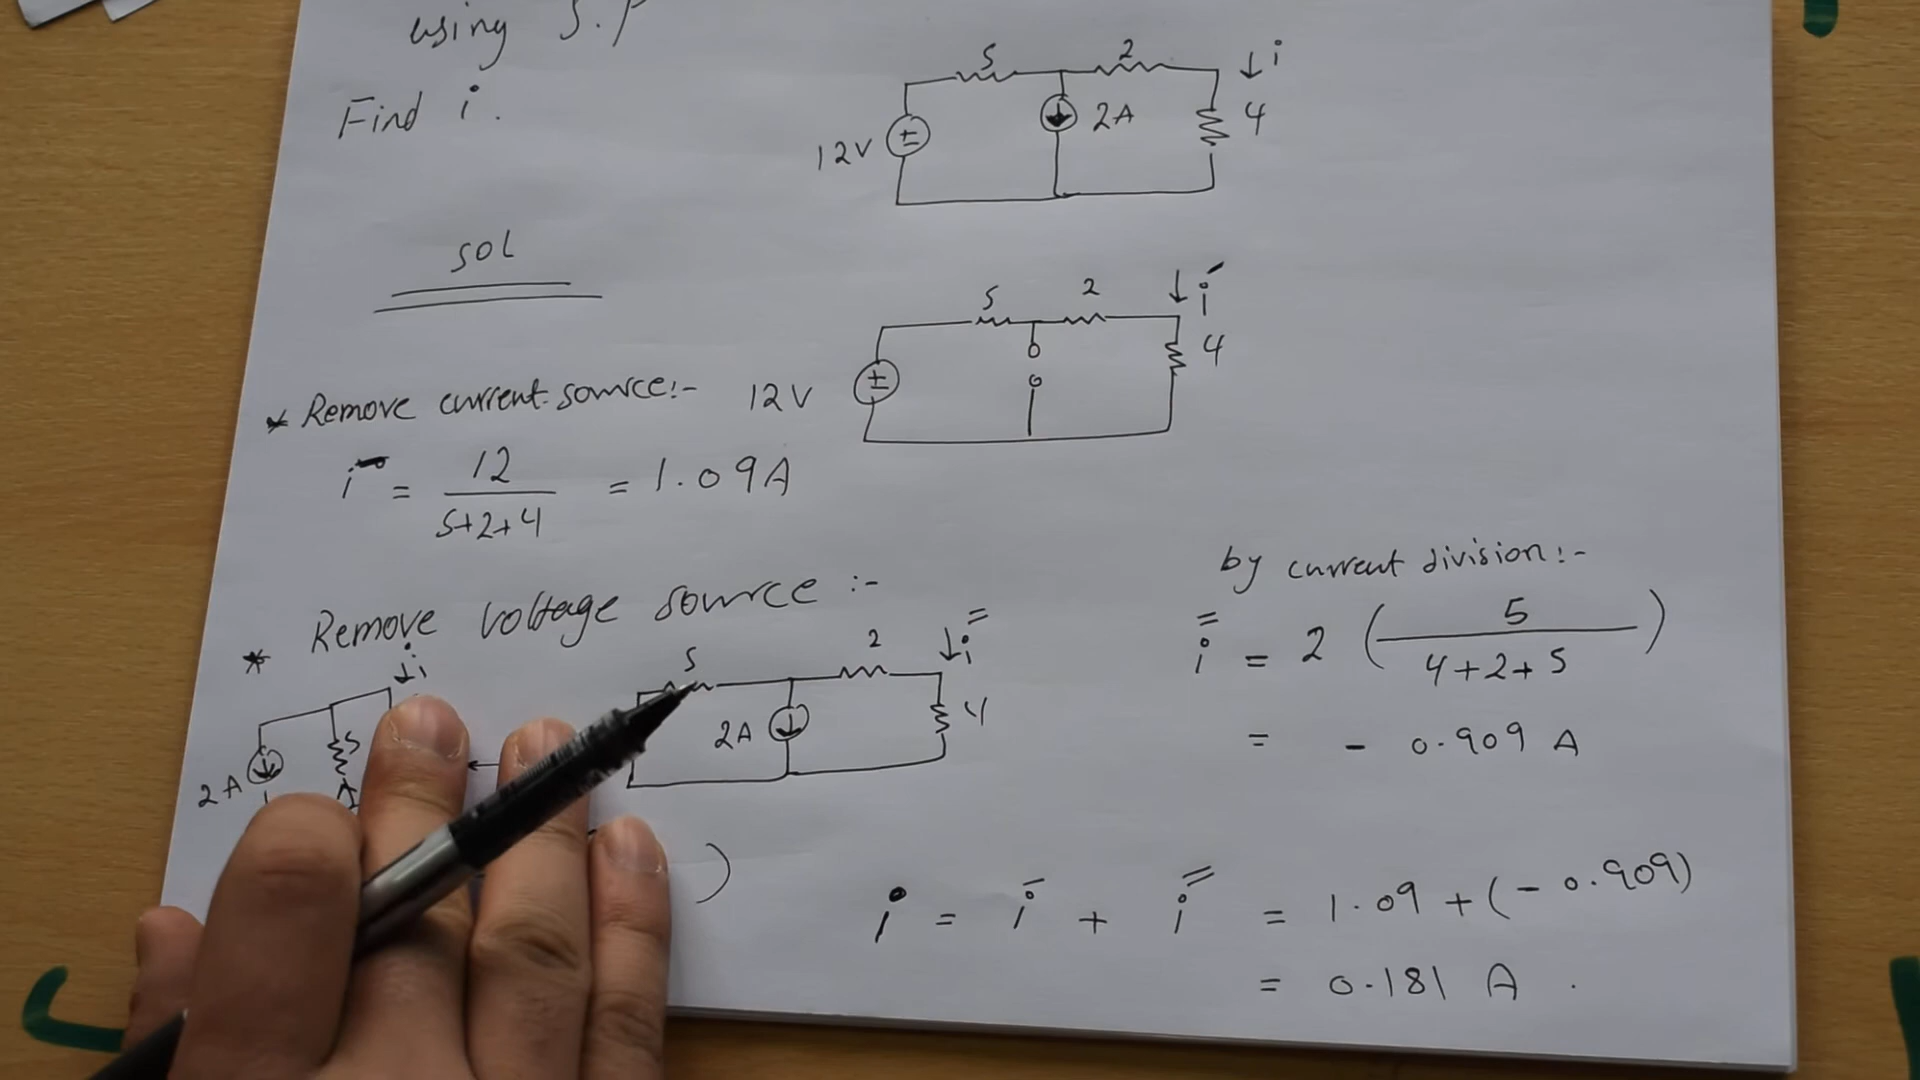 using S.P
Find i.
5 2 ↓ i
12V ± 2A 4
SOL
5 2 ↓ i'
12V ± 4
* Remove current source:-
i̅ = 12 / 5+2+4 = 1.09A
* Remove voltage source :-
↓ i
2A 5
5 2 ↓ i̿
2A 4
)
by current division:-
i̿ = 2 ( 5 / 4+2+5 )
= - 0.909 A
i = i̅ + i̿ = 1.09 + (- 0.909)
= 0.181 A .